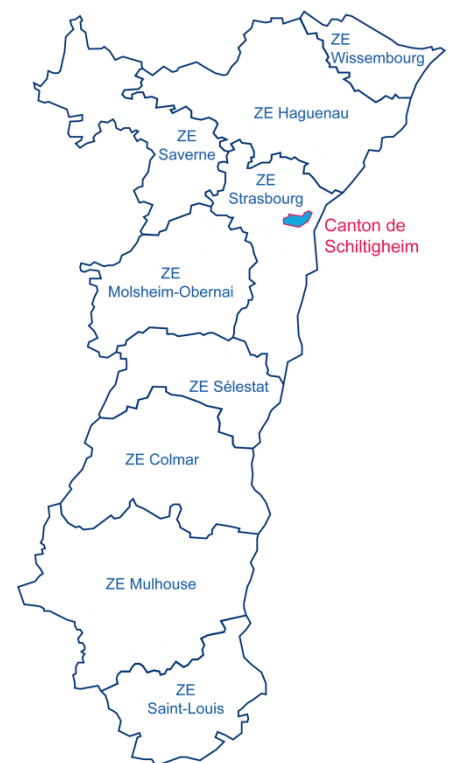 ZE
Wissembourg
ZE Haguenau
ZE
Saverne
ZE
Strasbourg
Canton de
Schiltigheim
ZE
Molsheim-Obernai
ZE Sélestat
ZE Colmar
ZE Mulhouse
ZE
Saint-Louis